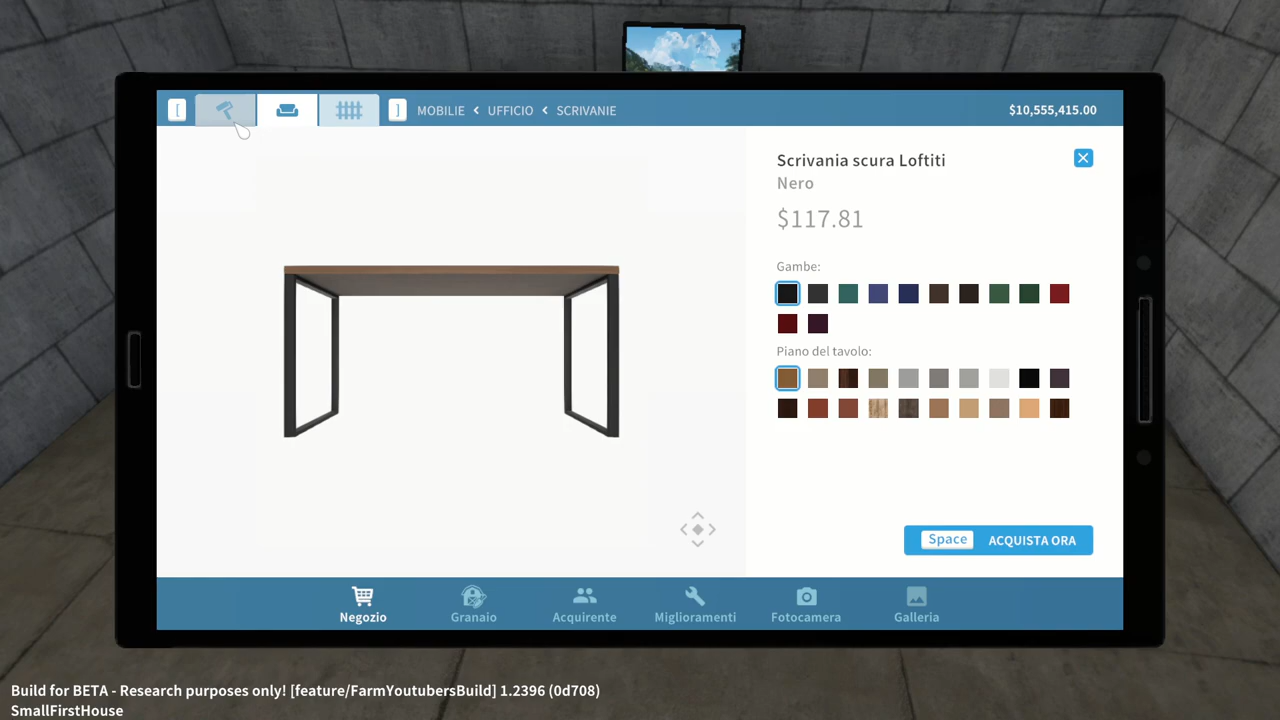 [ ] MOBILIE < UFFICIO < SCRIVANIE $10,555,415.00
Scrivania scura Loftiti
Nero
$117.81
Gambe:
Piano del tavolo:
Space ACQUISTA ORA
Negozio Granaio Acquirente Miglioramenti Fotocamera Galleria
Build for BETA - Research purposes only! [feature/FarmYoutubersBuild] 1.2396 (0d708)
SmallFirstHouse